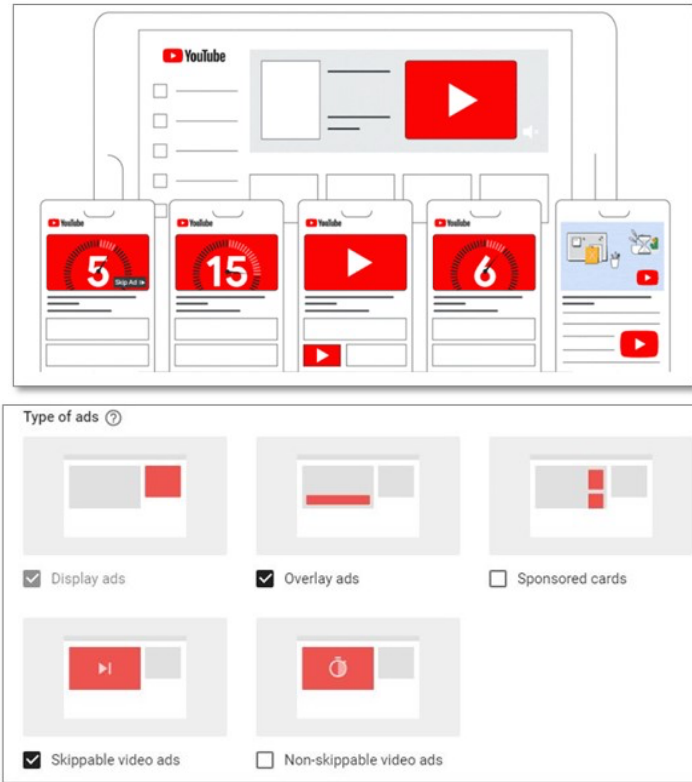 YouTube
YouTube
YouTube
YouTube
YouTube
5
Skip Ad
15
6
Type of ads
Display ads
Overlay ads
Sponsored cards
Skippable video ads
Non-skippable video ads